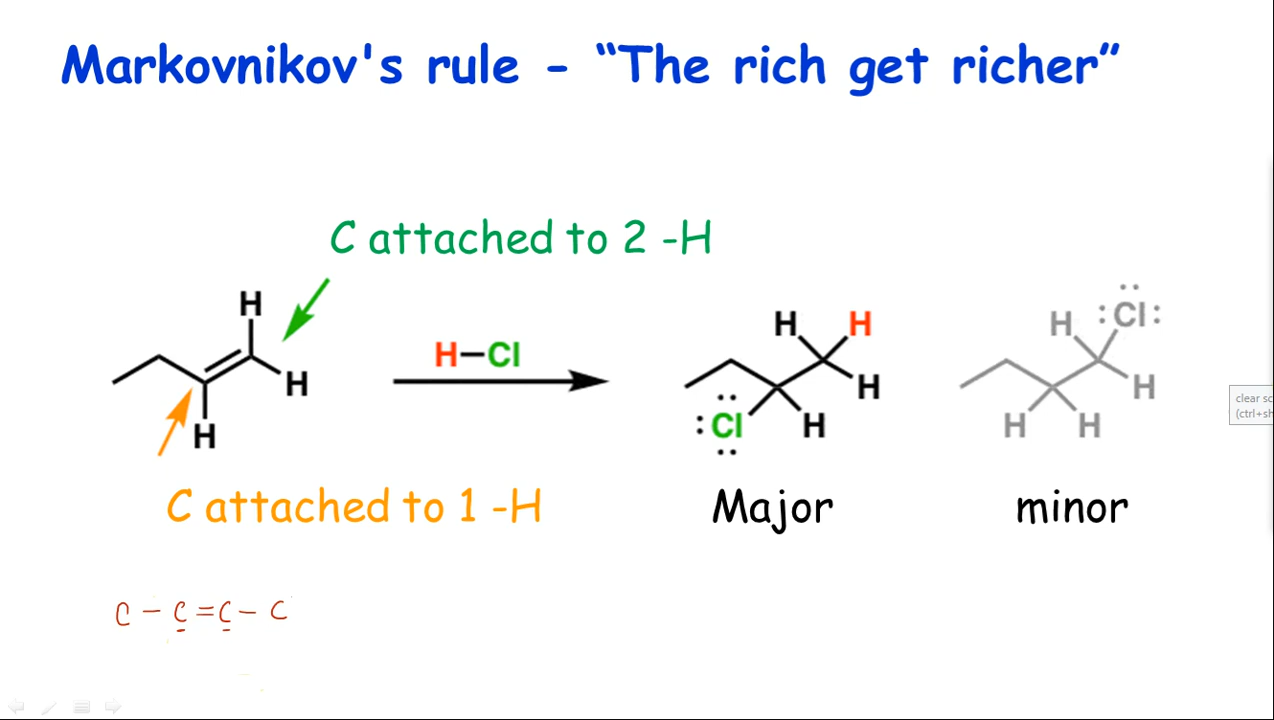 Markovnikov's rule - “The rich get richer”
C attached to 2 -H
H
H
H
H—Cl
H H
H
:Cl
H
H :Cl:
H
H H
C attached to 1 -H
Major
minor
C - C = C - C
clear sc
(ctrl+sh